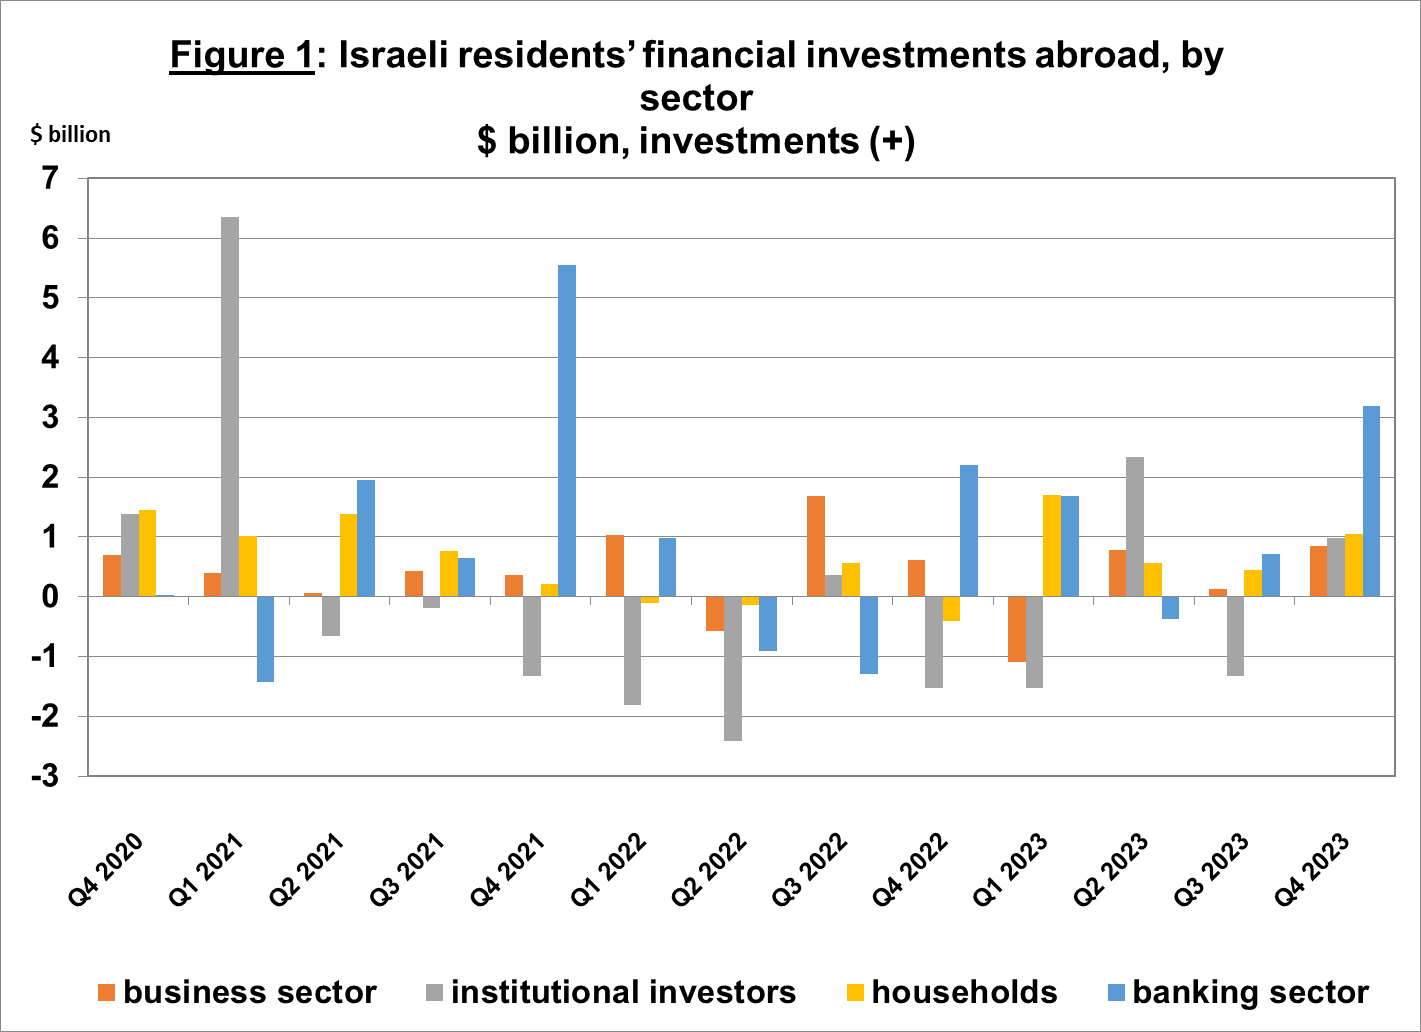 Figure 1: Israeli residents’ financial investments abroad, by
sector
$ billion, investments (+)
$ billion
7
6
5
4
3
2
1
0
-1
-2
-3
Q4 2020
Q1 2021
Q2 2021
Q3 2021
Q4 2021
Q1 2022
Q2 2022
Q3 2022
Q4 2022
Q1 2023
Q2 2023
Q3 2023
Q4 2023
business sector
institutional investors
households
banking sector